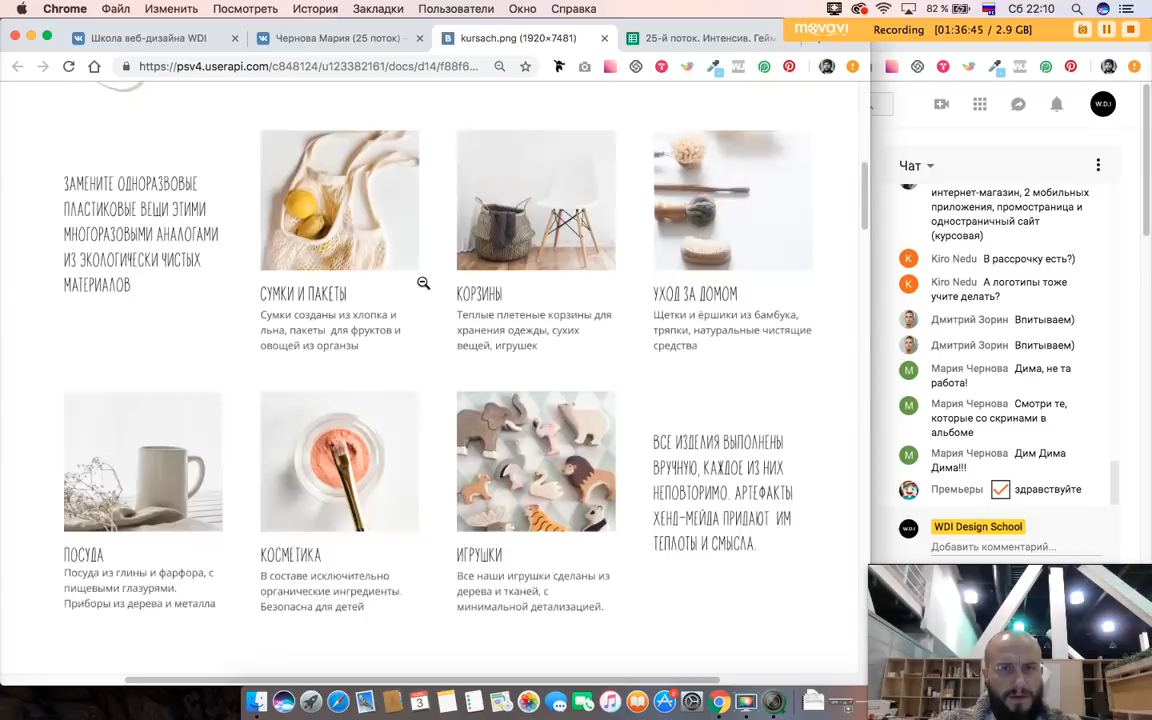 Chrome Файл Изменить Посмотреть История Закладки Пользователи Окно Справка
82 % Сб 22:10
movavi Recording [01:36:45 / 2.9 GB]
Школа веб-дизайна WDI
Чернова Мария (25 поток) –
kursach.png (1920×7481)
25-й поток. Интенсив. Гейм
https://psv4.userapi.com/c848124/u123382161/docs/d14/f88f6...
W.D.I
Чат
интернет-магазин, 2 мобильных
приложения, промостраница и
одностраничный сайт
(курсовая)
Kiro Nedu В рассрочку есть?)
Kiro Nedu А логотипы тоже
учите делать?
Дмитрий Зорин Впитываем)
Дмитрий Зорин Впитываем)
Мария Чернова Дима, не та
работа!
Мария Чернова Смотри те,
которые со скринами в
альбоме
Мария Чернова Дим Дима
Дима!!!
Премьеры здравствуйте
WDI Design School
Добавить комментарий...
ЗАМЕНИТЕ ОДНОРАЗВОВЫЕ
ПЛАСТИКОВЫЕ ВЕЩИ ЭТИМИ
МНОГОРАЗОВЫМИ АНАЛОГАМИ
ИЗ ЭКОЛОГИЧЕСКИ ЧИСТЫХ
МАТЕРИАЛОВ
СУМКИ И ПАКЕТЫ
Сумки созданы из хлопка и
льна, пакеты для фруктов и
овощей из органзы
КОРЗИНЫ
Теплые плетеные корзины для
хранения одежды, сухих
вещей, игрушек
УХОД ЗА ДОМОМ
Щетки и ёршики из бамбука,
тряпки, натуральные чистящие
средства
ПОСУДА
Посуда из глины и фарфора, с
пищевыми глазурями.
Приборы из дерева и металла
КОСМЕТИКА
В составе исключительно
органические ингредиенты.
Безопасна для детей
ИГРУШКИ
Все наши игрушки сделаны из
дерева и тканей, с
минимальной детализацией.
ВСЕ ИЗДЕЛИЯ ВЫПОЛНЕНЫ
ВРУЧНУЮ, КАЖДОЕ ИЗ НИХ
НЕПОВТОРИМО. АРТЕФАКТЫ
ХЕНД-МЕЙДА ПРИДАЮТ ИМ
ТЕПЛОТЫ И СМЫСЛА.